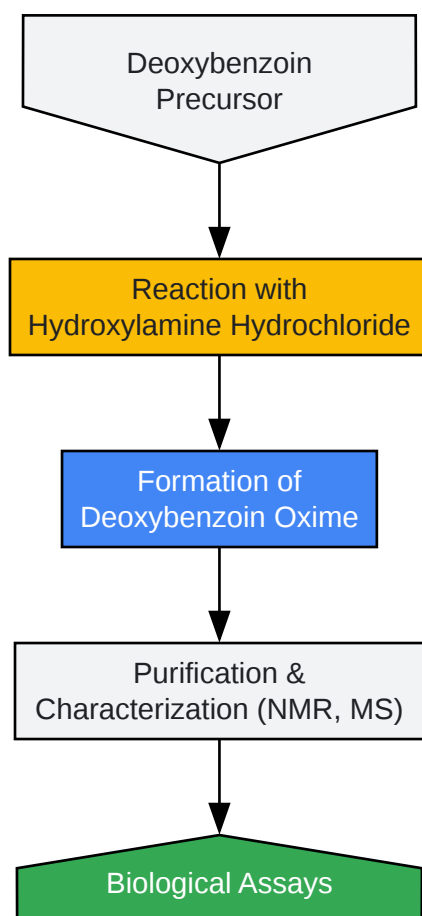 Deoxybenzoin
Precursor
Reaction with
Hydroxylamine Hydrochloride
Formation of
Deoxybenzoin Oxime
Purification &
Characterization (NMR, MS)
Biological Assays